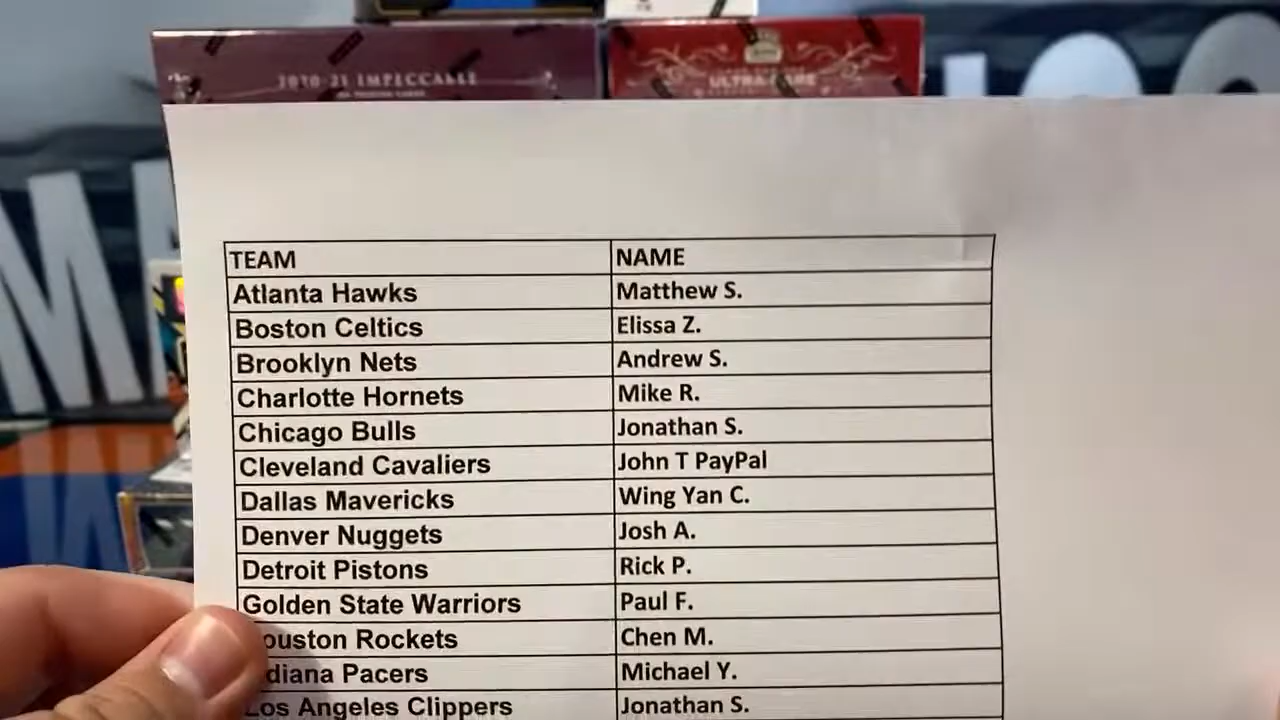 2020-21 IMPECCABLE
ULTRA RARE
TEAM NAME
Atlanta Hawks Matthew S.
Boston Celtics Elissa Z.
Brooklyn Nets Andrew S.
Charlotte Hornets Mike R.
Chicago Bulls Jonathan S.
Cleveland Cavaliers John T PayPal
Dallas Mavericks Wing Yan C.
Denver Nuggets Josh A.
Detroit Pistons Rick P.
Golden State Warriors Paul F.
ouston Rockets Chen M.
diana Pacers Michael Y.
Los Angeles Clippers Jonathan S.